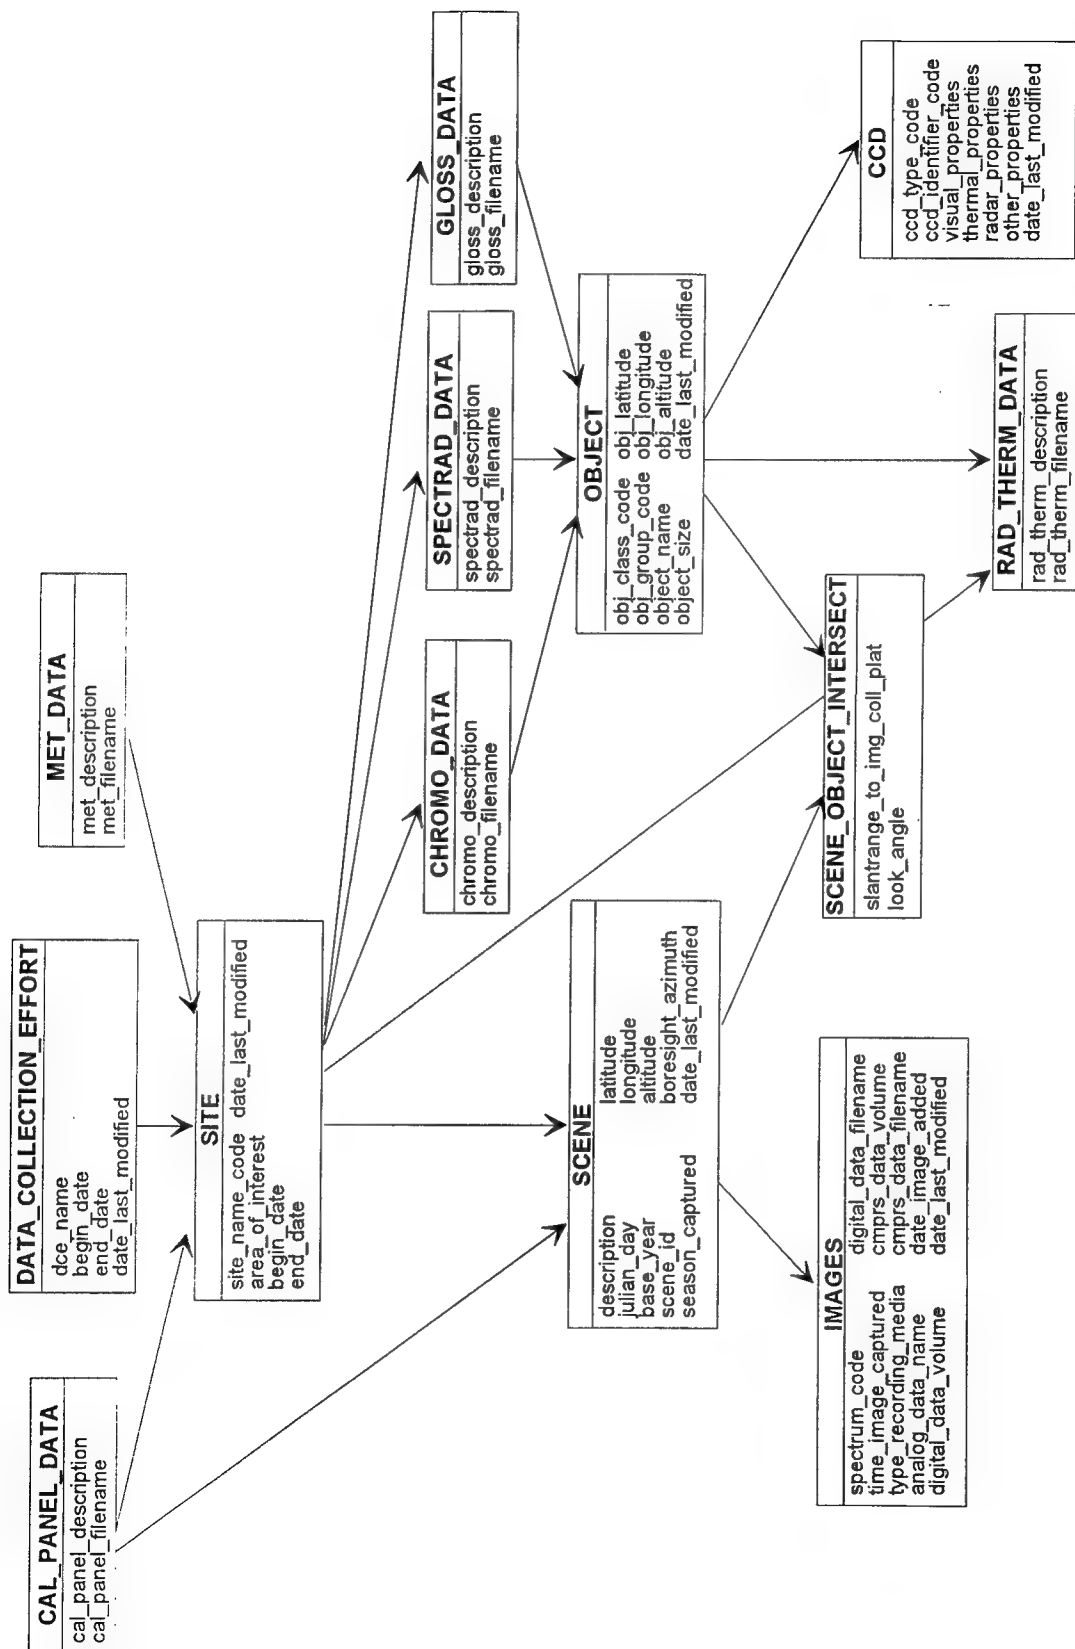 CAL_PANEL_DATA
cal_panel_description
cal_panel_filename
DATA_COLLECTION_EFFORT
dce_name
begin_date
end_date
date_last_modified
MET_DATA
met_description
met_filename
SITE
site_name_code date_last_modified
area_of_interest
begin_date
end_date
CHROMO_DATA
chromo_description
chromo_filename
SPECTRAD_DATA
spectrad_description
spectrad_filename
GLOSS_DATA
gloss_description
gloss_filename
SCENE
description latitude
julian_day longitude
base_year altitude
scene_id boresight_azimuth
season_captured date_last_modified
OBJECT
obj_class_code obj_latitude
obj_group_code obj_longitude
object_name obj_altitude
object_size date_last_modified
IMAGES
spectrum_code digital_data_filename
time_image_captured cmprs_data_volume
type_recording_media cmprs_data_filename
analog_data_name date_image_added
digital_data_volume date_last_modified
SCENE_OBJECT_INTERSECT
slantrange_to_img_coll_plat
look_angle
RAD_THERM_DATA
rad_therm_description
rad_therm_filename
CCD
ccd_type_code
ccd_identifier_code
visual_properties
thermal_properties
radar_properties
other_properties
date_last_modified